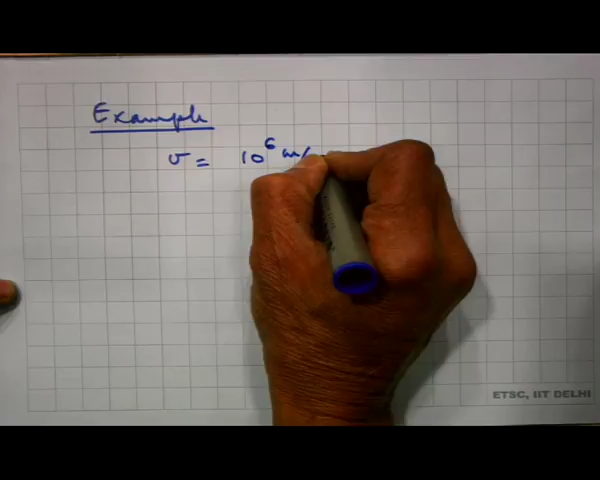 Example
v = 10⁶ m/
ETSC, IIT DELHI